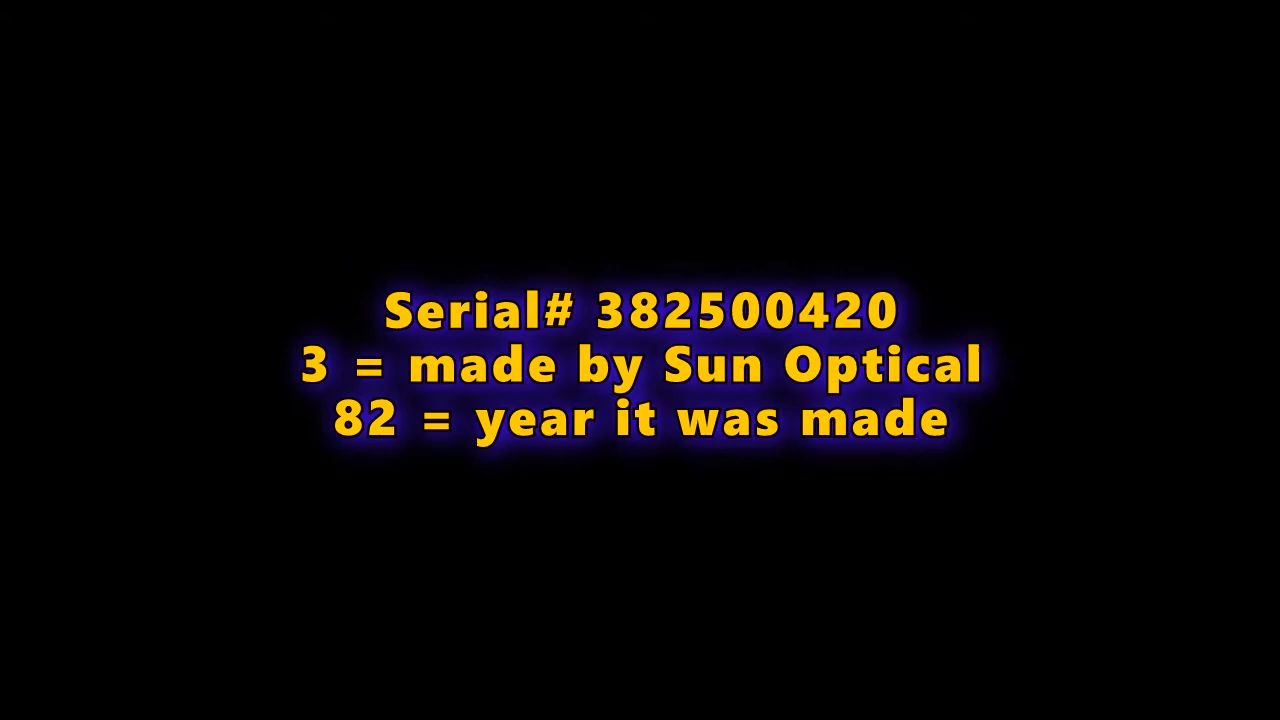 Serial# 382500420
3 = made by Sun Optical
82 = year it was made